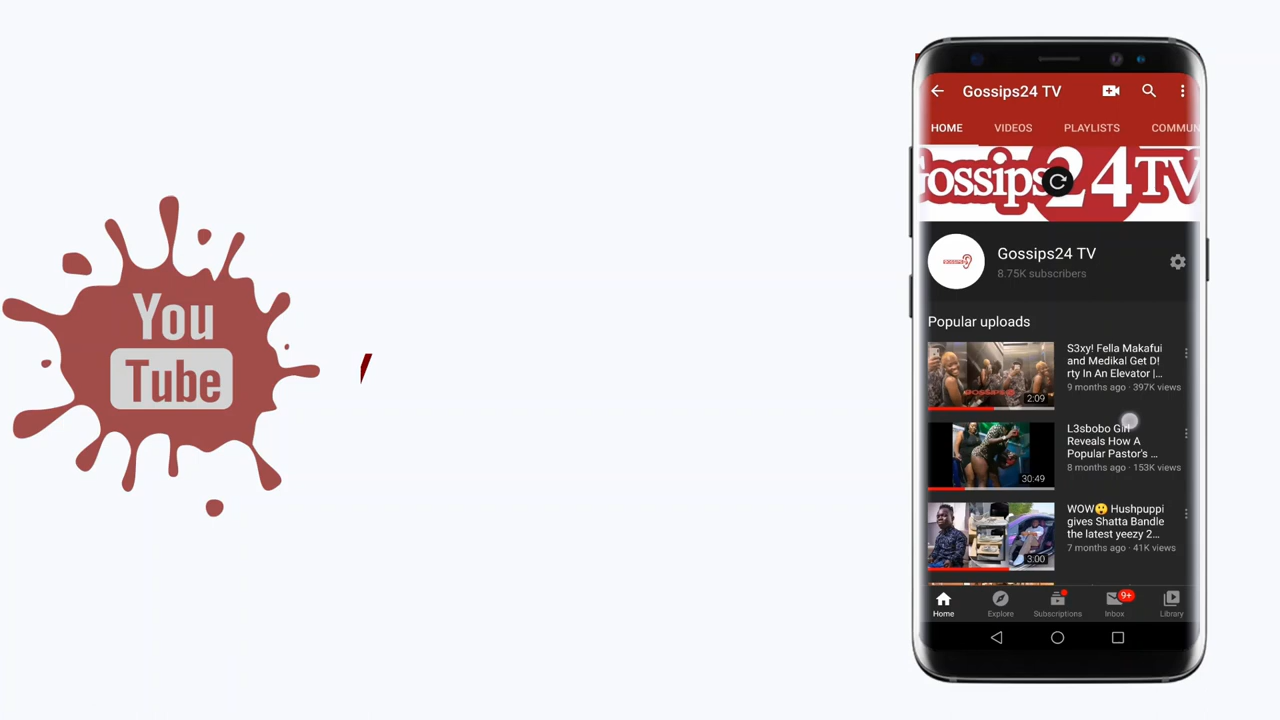 You
Tube
Gossips24 TV
HOME VIDEOS PLAYLISTS COMMUN
Gossips24TV
Gossips24 TV
8.75K subscribers
Popular uploads
S3xy! Fella Makafui
and Medikal Get D!
rty In An Elevator |...
9 months ago · 397K views
2:09
L3sbobo Girl
Reveals How A
Popular Pastor's ...
8 months ago · 153K views
30:49
WOW😲 Hushpuppi
gives Shatta Bandle
the latest yeezy 2...
7 months ago · 41K views
3:00
9+
Home Explore Subscriptions Inbox Library